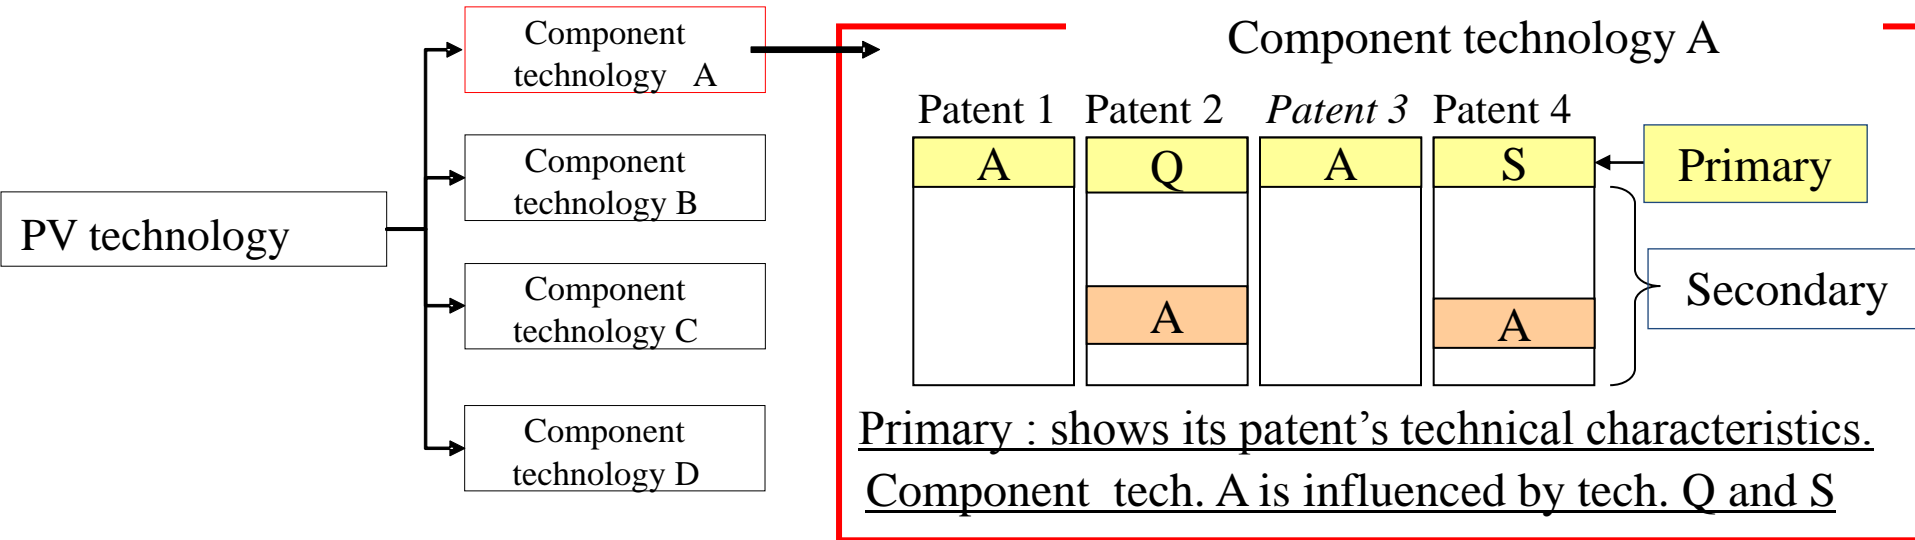 PV technology
Component
technology A
Component
technology B
Component
technology C
Component
technology D
Component technology A
Patent 1 Patent 2 Patent 3 Patent 4
A Q A S
Primary
A A
Secondary
Primary : shows its patent’s technical characteristics.
Component tech. A is influenced by tech. Q and S